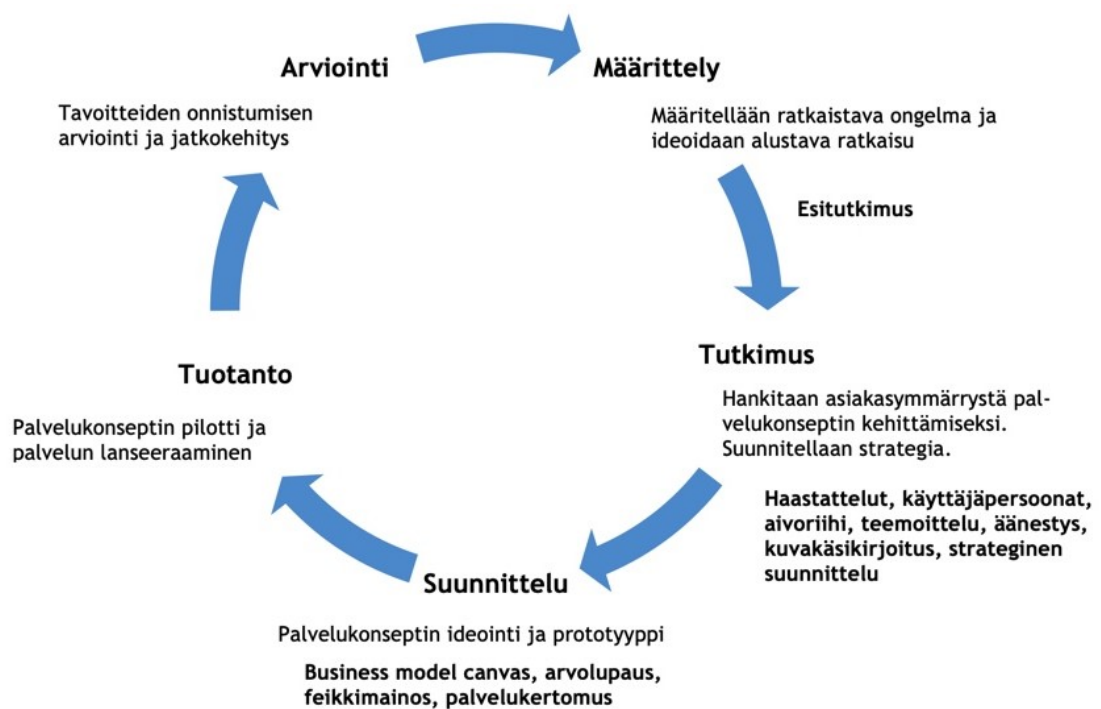 Arviointi
Tavoitteiden onnistumisen
arviointi ja jatkokehitys
Määrittely
Määritellään ratkaistava ongelma ja
ideoidaan alustava ratkaisu
Esitutkimus
Tutkimus
Hankitaan asiakasymmärrystä pal-
velukonseptin kehittämiseksi.
Suunnitellaan strategia.
Haastattelut, käyttäjäpersoonat,
aivoriihi, teemoittelu, äänestys,
kuvakäsikirjoitus, strateginen
suunnittelu
Suunnittelu
Palvelukonseptin ideointi ja prototyyppi
Business model canvas, arvolupaus,
feikkimainos, palvelukertomus
Tuotanto
Palvelukonseptin pilotti ja
palvelun lanseeraaminen